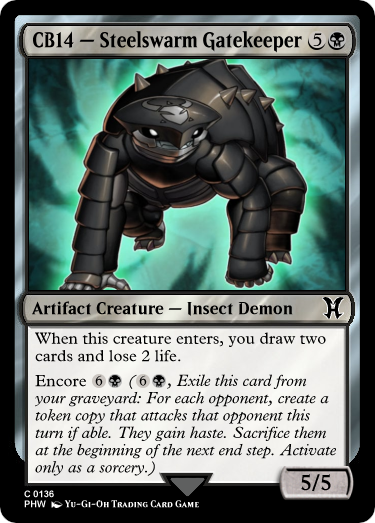 CB14 — Steelswarm Gatekeeper 5
Artifact Creature — Insect Demon
When this creature enters, you draw two
cards and lose 2 life.
Encore 6 (6, Exile this card from
your graveyard: For each opponent, create a
token copy that attacks that opponent this
turn if able. They gain haste. Sacrifice them
at the beginning of the next end step. Activate
only as a sorcery.)
5/5
C 0136
PHW Yu-Gi-Oh Trading Card Game